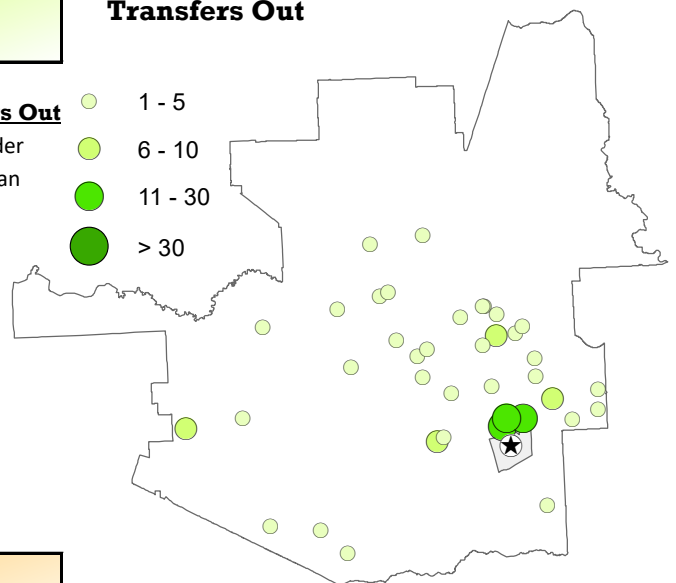 Transfers Out
s Out
der
an
1 - 5
6 - 10
11 - 30
> 30